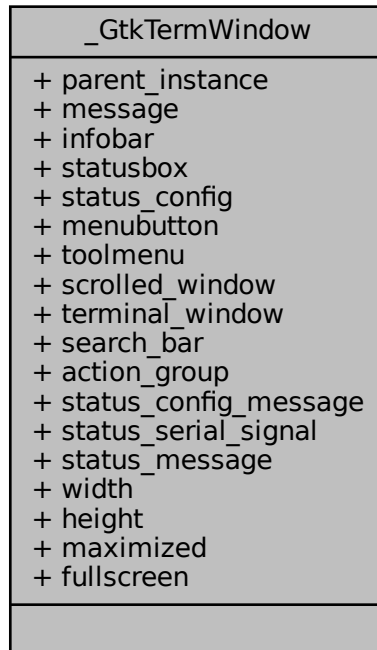 _GtkTermWindow
+ parent_instance
+ message
+ infobar
+ statusbox
+ status_config
+ menubutton
+ toolmenu
+ scrolled_window
+ terminal_window
+ search_bar
+ action_group
+ status_config_message
+ status_serial_signal
+ status_message
+ width
+ height
+ maximized
+ fullscreen